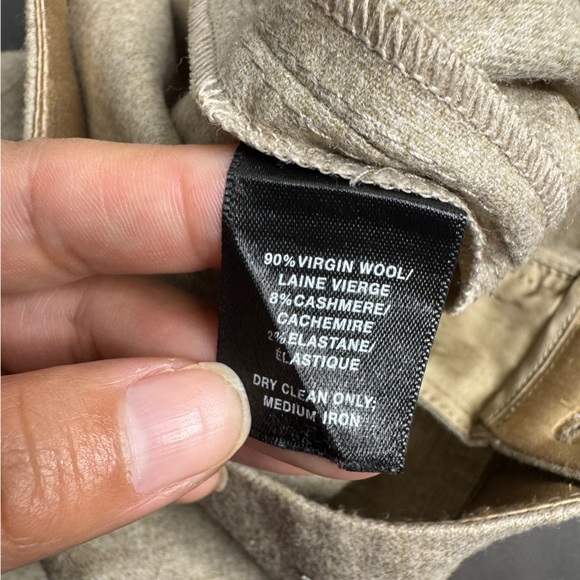 90%VIRGIN WOOL/
LAINE VIERGE
8%CASHMERE/
CACHEMIRE
2%ELASTANE/
ÉLASTIQUE
DRY CLEAN ONLY;
MEDIUM IRON